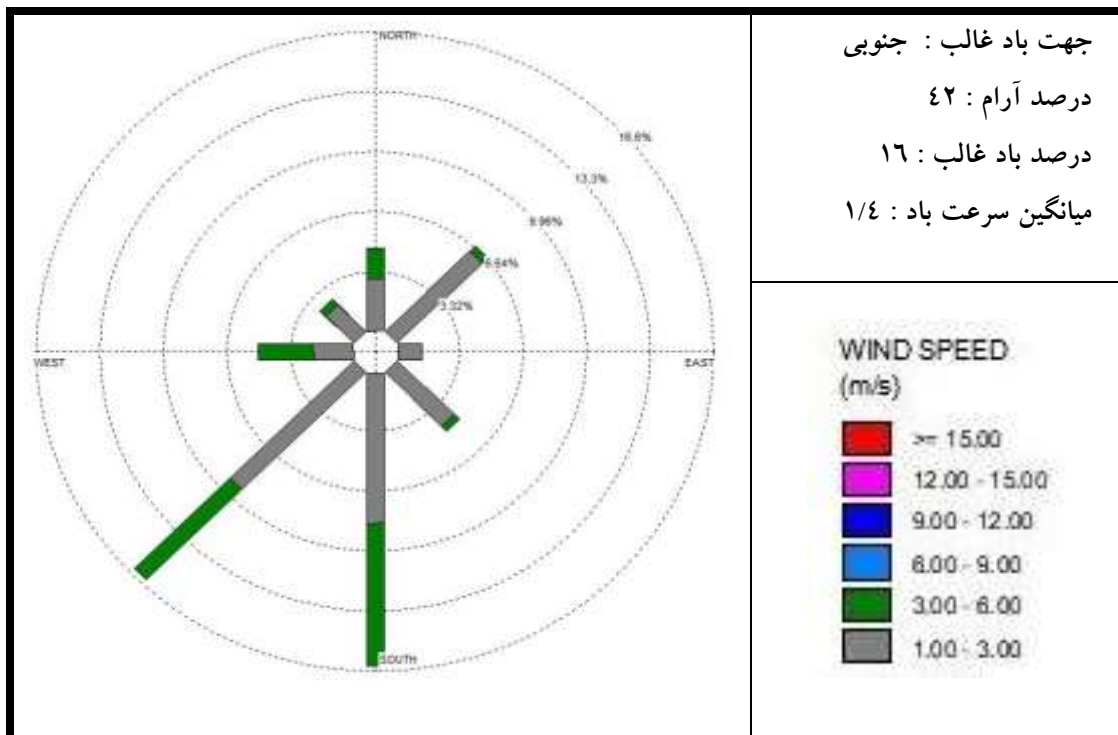 جهت باد غالب : جنوبی
درصد آرام : ٤٢
درصد باد غالب : ١٦
میانگین سرعت باد : ١/٤
NORTH
16.6%
13.3%
9.96%
6.64%
3.32%
WEST
EAST
SOUTH
WIND SPEED
(m/s)
>= 15.00
12.00 - 15.00
9.00 - 12.00
6.00 - 9.00
3.00 - 6.00
1.00 - 3.00